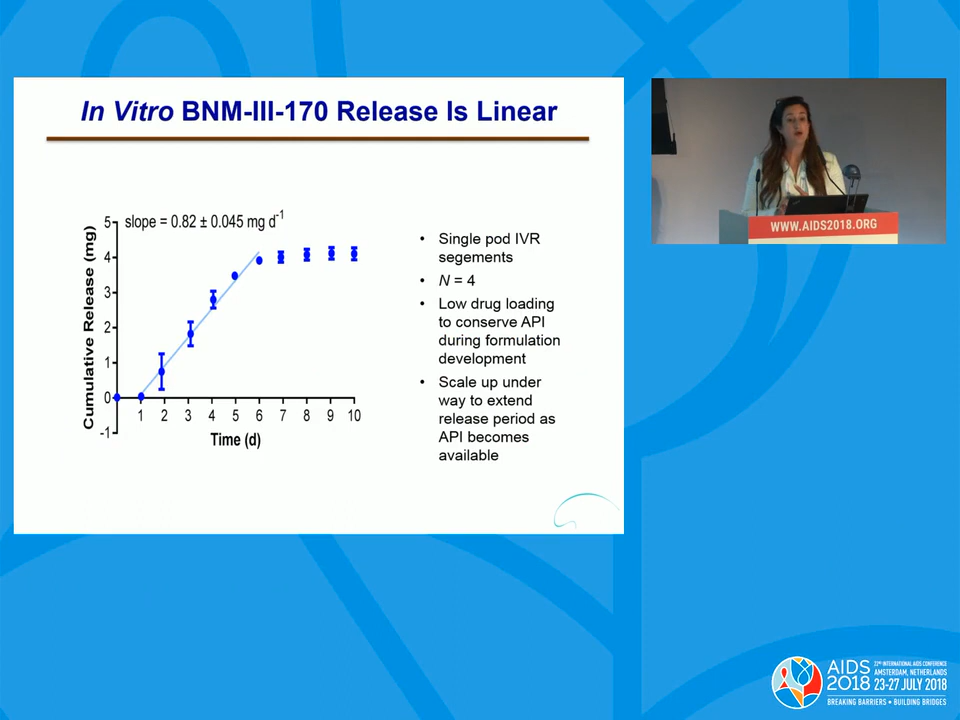 In Vitro BNM-III-170 Release Is Linear
slope = 0.82 ± 0.045 mg d-1
Cumulative Release (mg)
5
4
3
2
1
0
-1
1 2 3 4 5 6 7 8 9 10
Time (d)
• Single pod IVR
segements
• N = 4
• Low drug loading
to conserve API
during formulation
development
• Scale up under
way to extend
release period as
API becomes
available
WWW.AIDS2018.ORG
AIDS
2018
22ND INTERNATIONAL AIDS CONFERENCE
AMSTERDAM, NETHERLANDS
23-27 JULY 2018
BREAKING BARRIERS • BUILDING BRIDGES